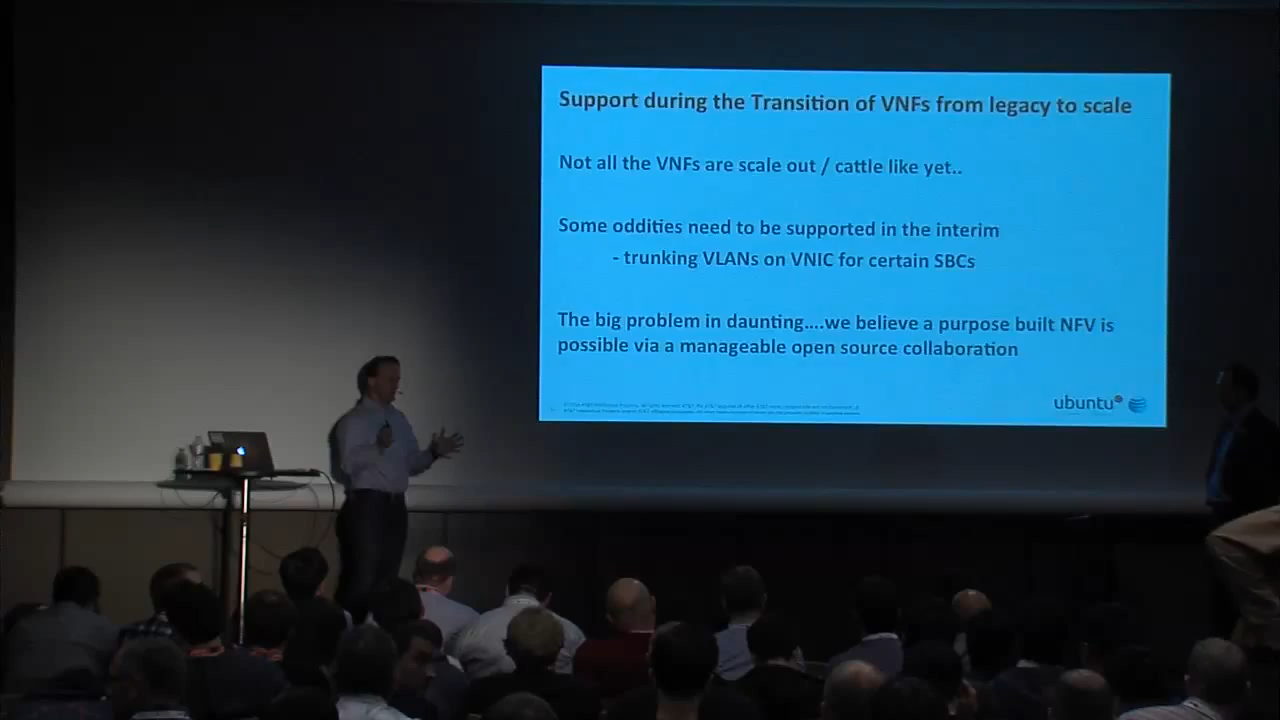 Support during the Transition of VNFs from legacy to scale
Not all the VNFs are scale out / cattle like yet..
Some oddities need to be supported in the interim
- trunking VLANs on VNIC for certain SBCs
The big problem in daunting....we believe a purpose built NFV is
possible via a manageable open source collaboration
ubuntu